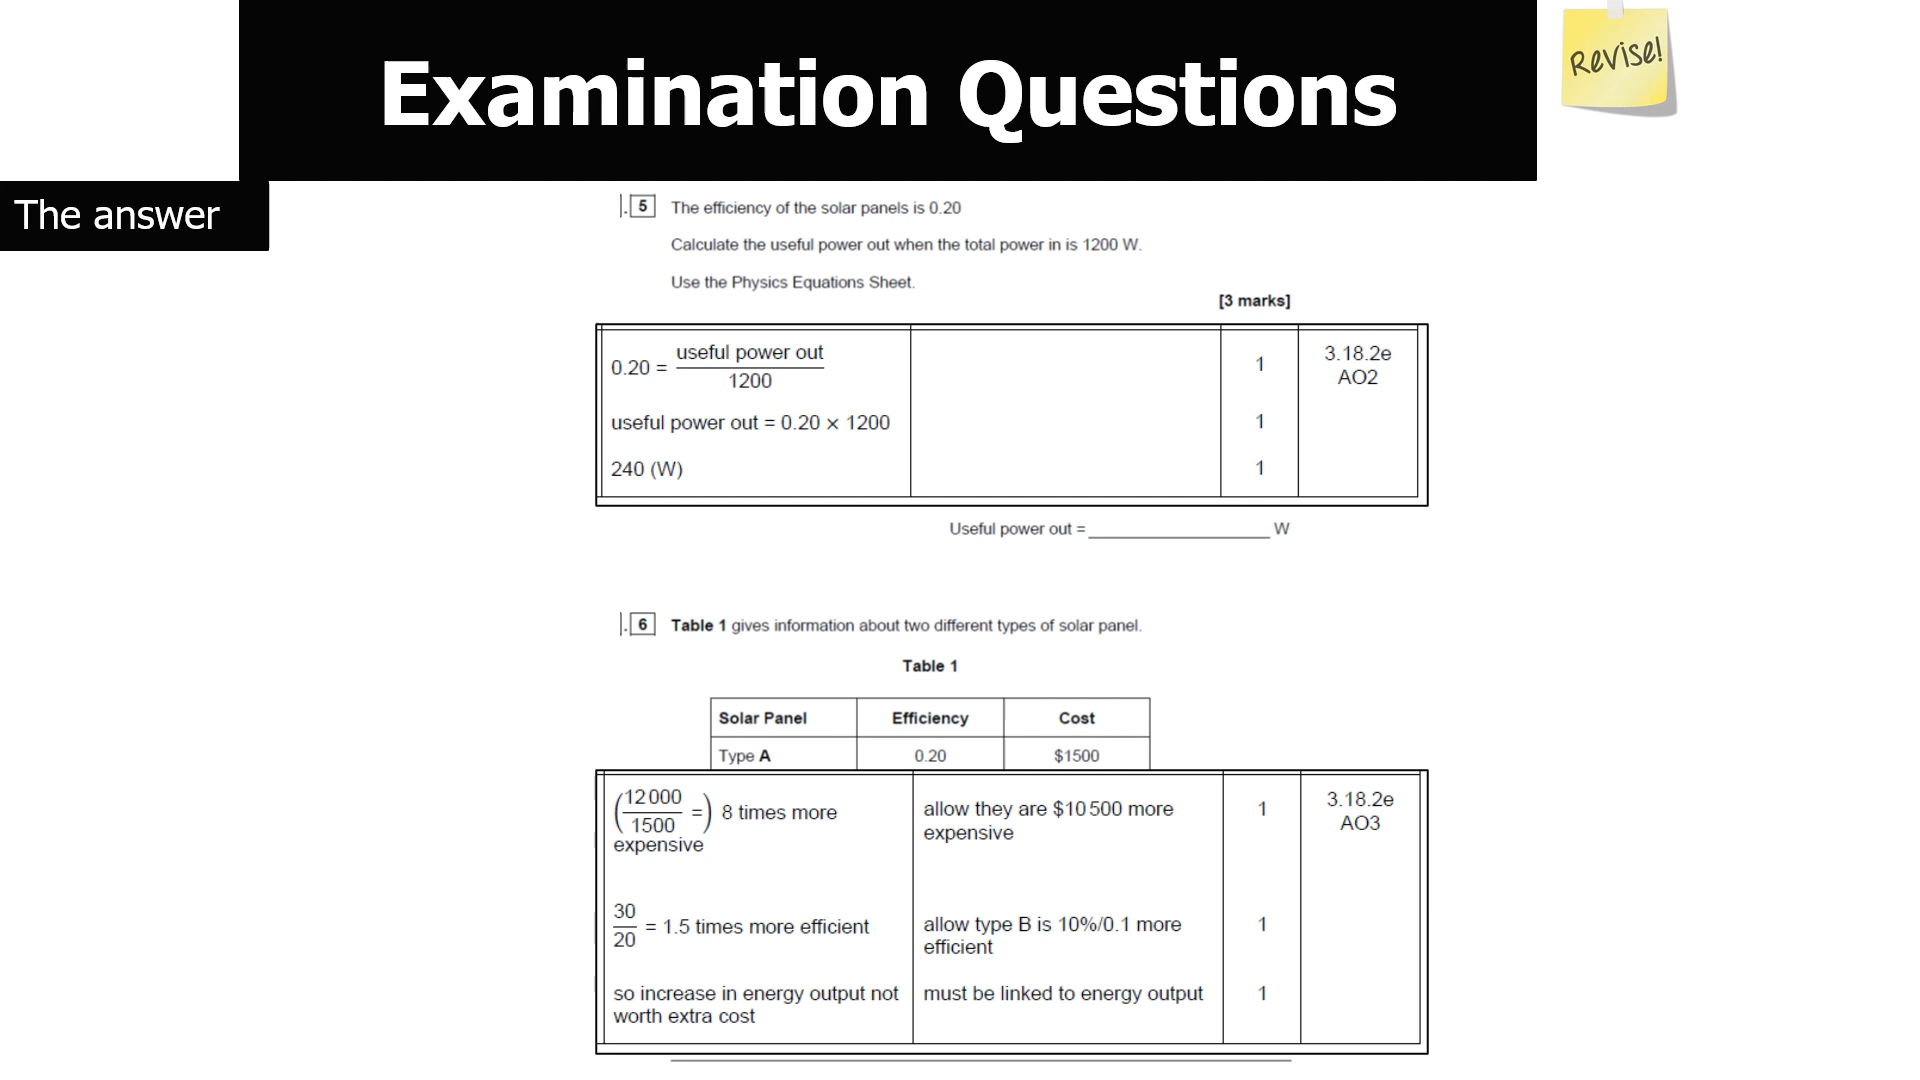 Examination Questions
Revise!
The answer
.5 The efficiency of the solar panels is 0.20
Calculate the useful power out when the total power in is 1200 W.
Use the Physics Equations Sheet.
[3 marks]
0.20 = useful power out / 1200
1
3.18.2e
AO2
useful power out = 0.20 × 1200
1
240 (W)
1
Useful power out = ____________________ W
.6 Table 1 gives information about two different types of solar panel.
Table 1
Solar Panel Efficiency Cost
Type A 0.20 $1500
(12 000 / 1500 =) 8 times more
expensive
allow they are $10 500 more
expensive
1
3.18.2e
AO3
30 / 20 = 1.5 times more efficient
allow type B is 10%/0.1 more
efficient
1
so increase in energy output not
worth extra cost
must be linked to energy output
1